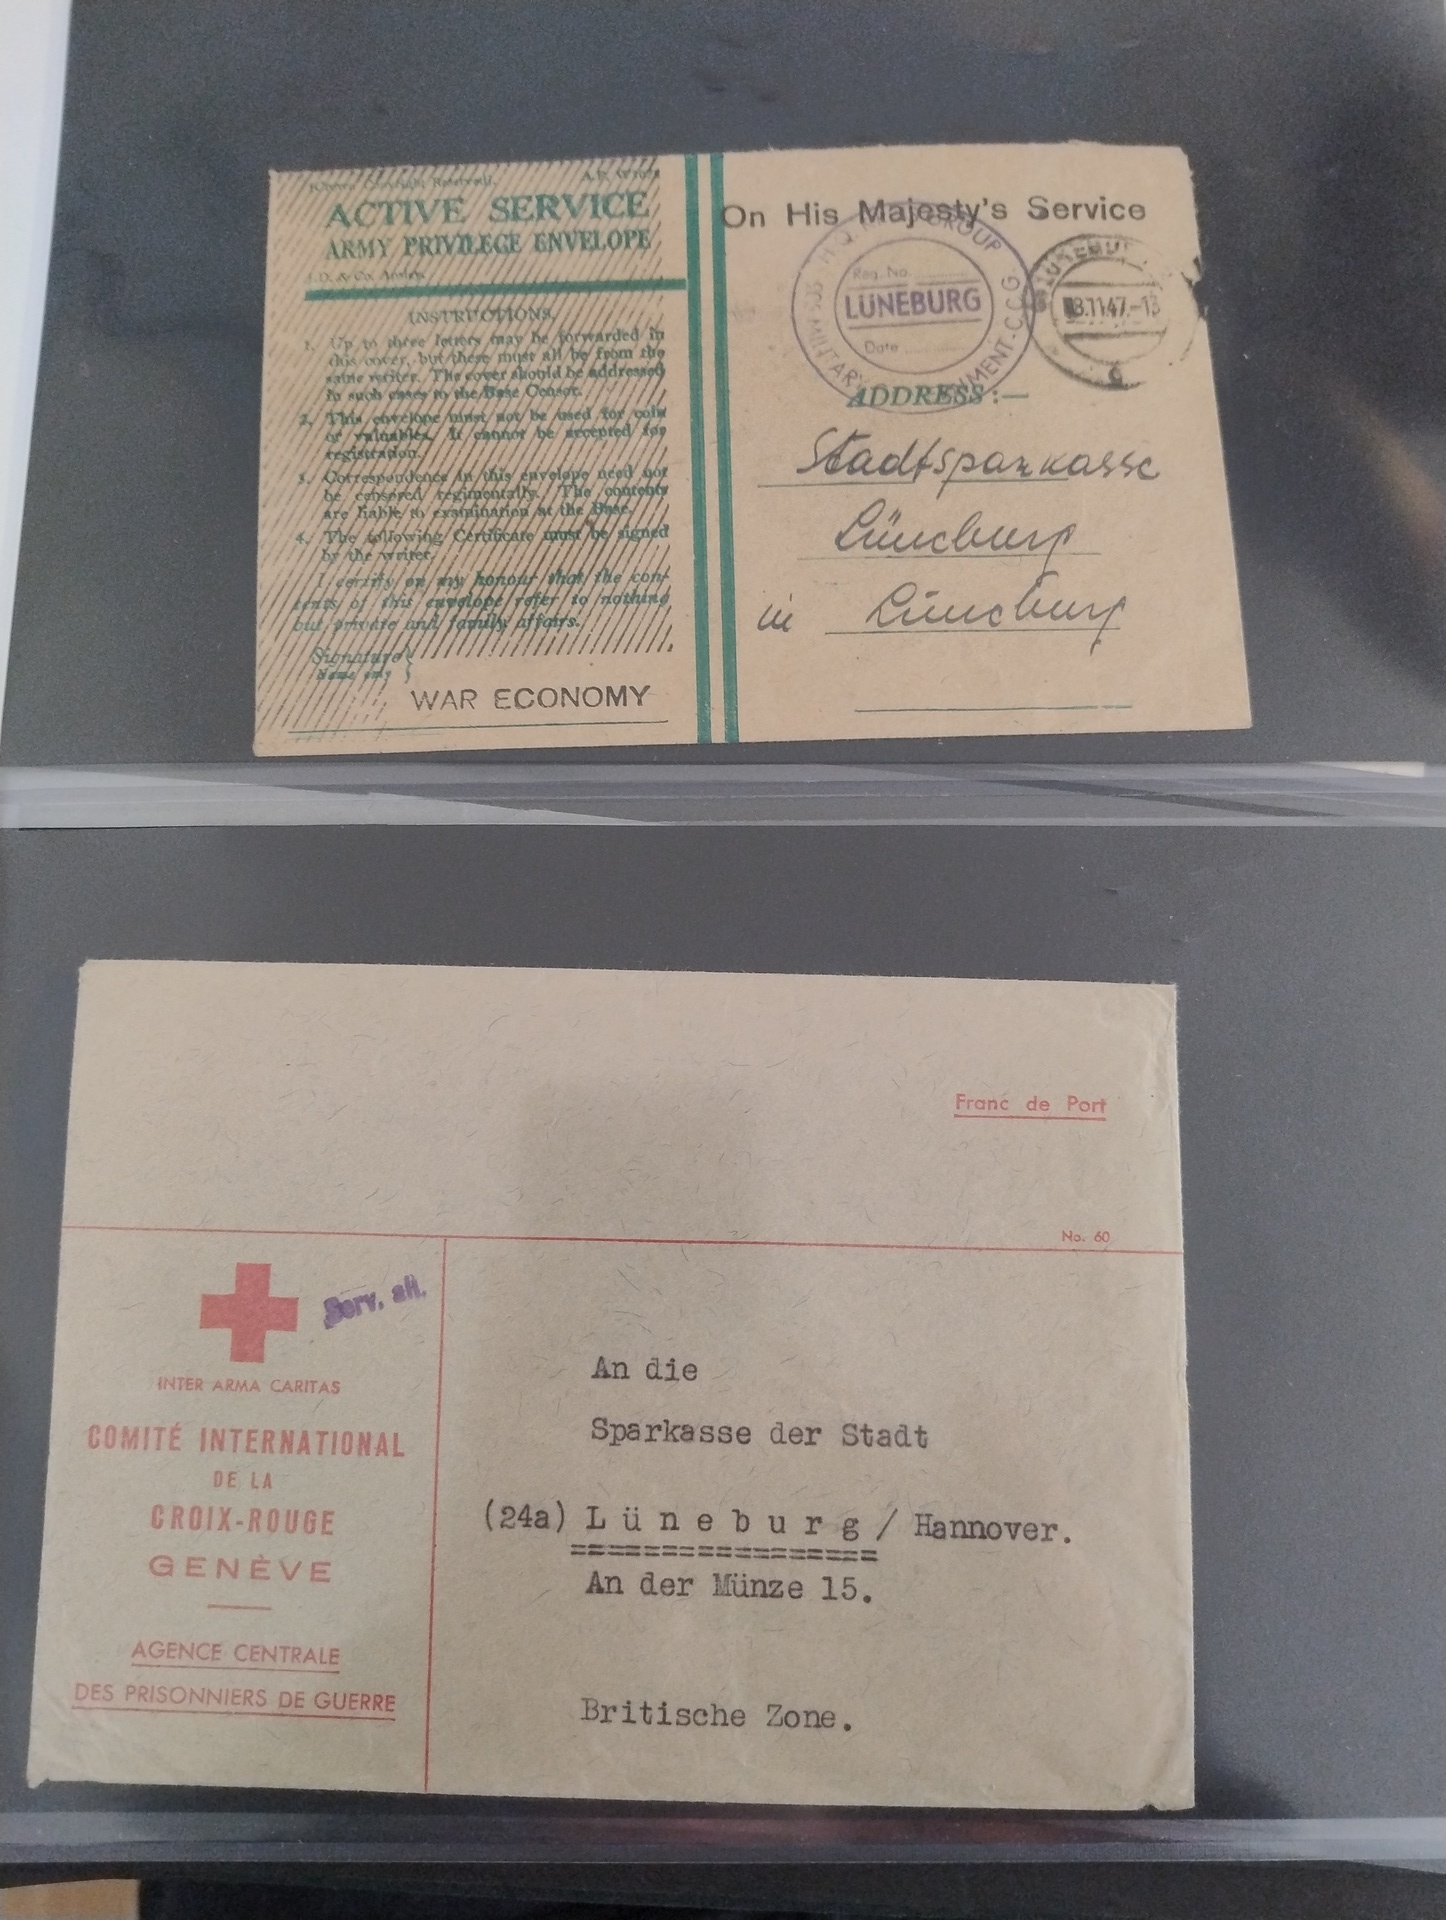 ACTIVE SERVICE
ARMY PRIVILEGE ENVELOPE
INSTRUCTIONS.
1. Up to three letters may be forwarded in
this cover, but these must all be from the
same writer. The cover should be addressed
in such cases to the Base Censor.
2. This envelope must not be used for coin
or valuables. It cannot be accepted for
registration.
3. Correspondence in this envelope need not
be censored regimentally. The contents
are liable to examination at the Base.
4. The following Certificate must be signed
by the writer.
I certify on my honour that the con-
tents of this envelope refer to nothing
but private and family affairs.
Signature
Name only
WAR ECONOMY
On His Majesty's Service
H.Q. GROUP
MILITARY
C.C.G
Reg. No.
LÜNEBURG
Date
8.11.47.-13
ADDRESS:—
Stadtsparkasse
Lüneburg
in Lüneburg
Franc de Port
No. 60
Serv. all.
INTER ARMA CARITAS
COMITÉ INTERNATIONAL
DE LA
CROIX-ROUGE
GENÈVE
AGENCE CENTRALE
DES PRISONNIERS DE GUERRE
An die
Sparkasse der Stadt
(24a) Lüneburg / Hannover.
An der Münze 15.
Britische Zone.